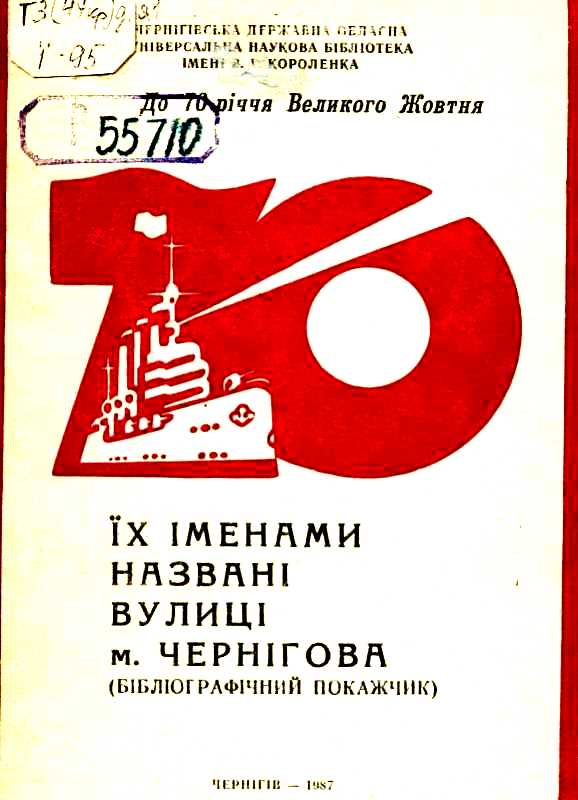 Т-95
ЧЕРНІГІВСЬКА ДЕРЖАВНА ОБЛАСНА
УНІВЕРСАЛЬНА НАУКОВА БІБЛІОТЕКА
ІМЕНІ В. Г. КОРОЛЕНКА
До 70-річчя Великого Жовтня
55710
70
ЇХ ІМЕНАМИ
НАЗВАНІ
ВУЛИЦІ
м. ЧЕРНІГОВА
(БІБЛІОГРАФІЧНИЙ ПОКАЖЧИК)
ЧЕРНІГІВ — 1987